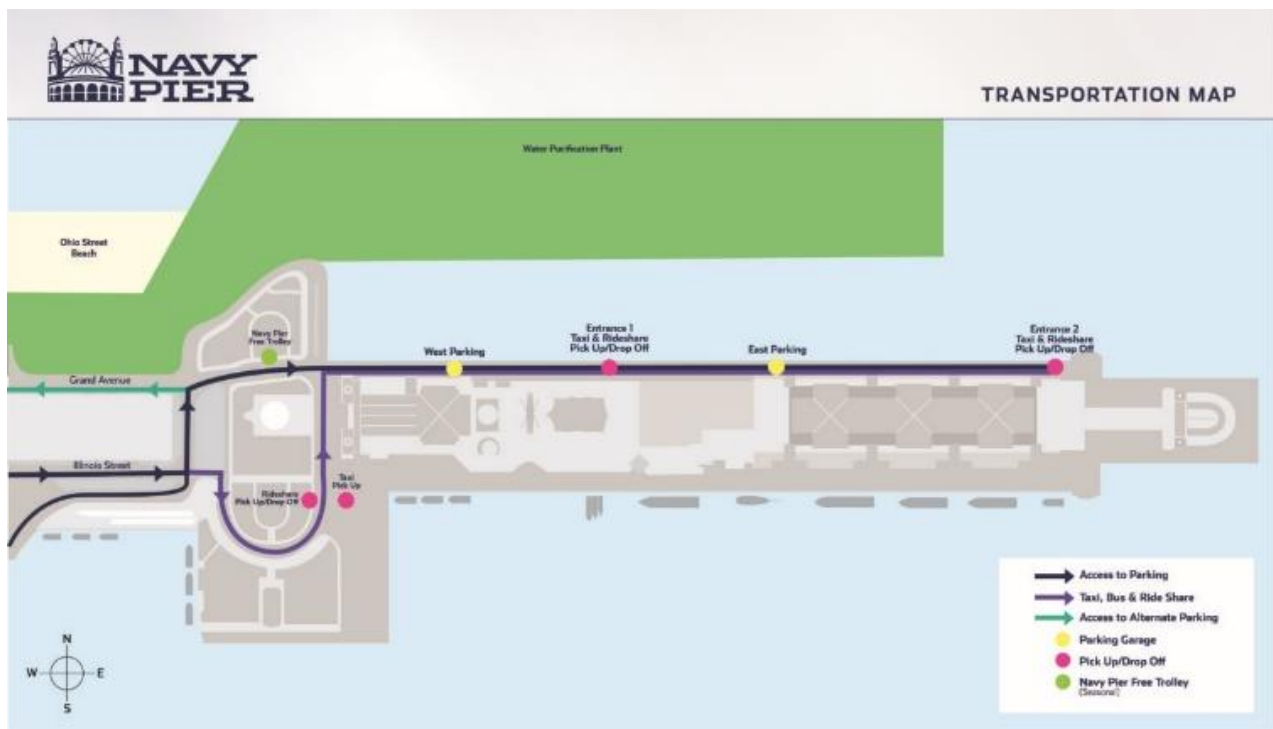 NAVY
PIER
TRANSPORTATION MAP
Water Purification Plant
Ohio Street
Beach
Navy Pier
Free Trolley
West Parking
Entrance 1
Taxi & Rideshare
Pick Up/Drop Off
East Parking
Entrance 2
Taxi & Rideshare
Pick Up/Drop Off
Grand Avenue
Illinois Street
Rideshare
Pick Up/Drop Off
Taxi
Pick Up
Access to Parking
Taxi, Bus & Ride Share
Access to Alternate Parking
Parking Garage
Pick Up/Drop Off
Navy Pier Free Trolley
(Seasonal)
N
W
E
S